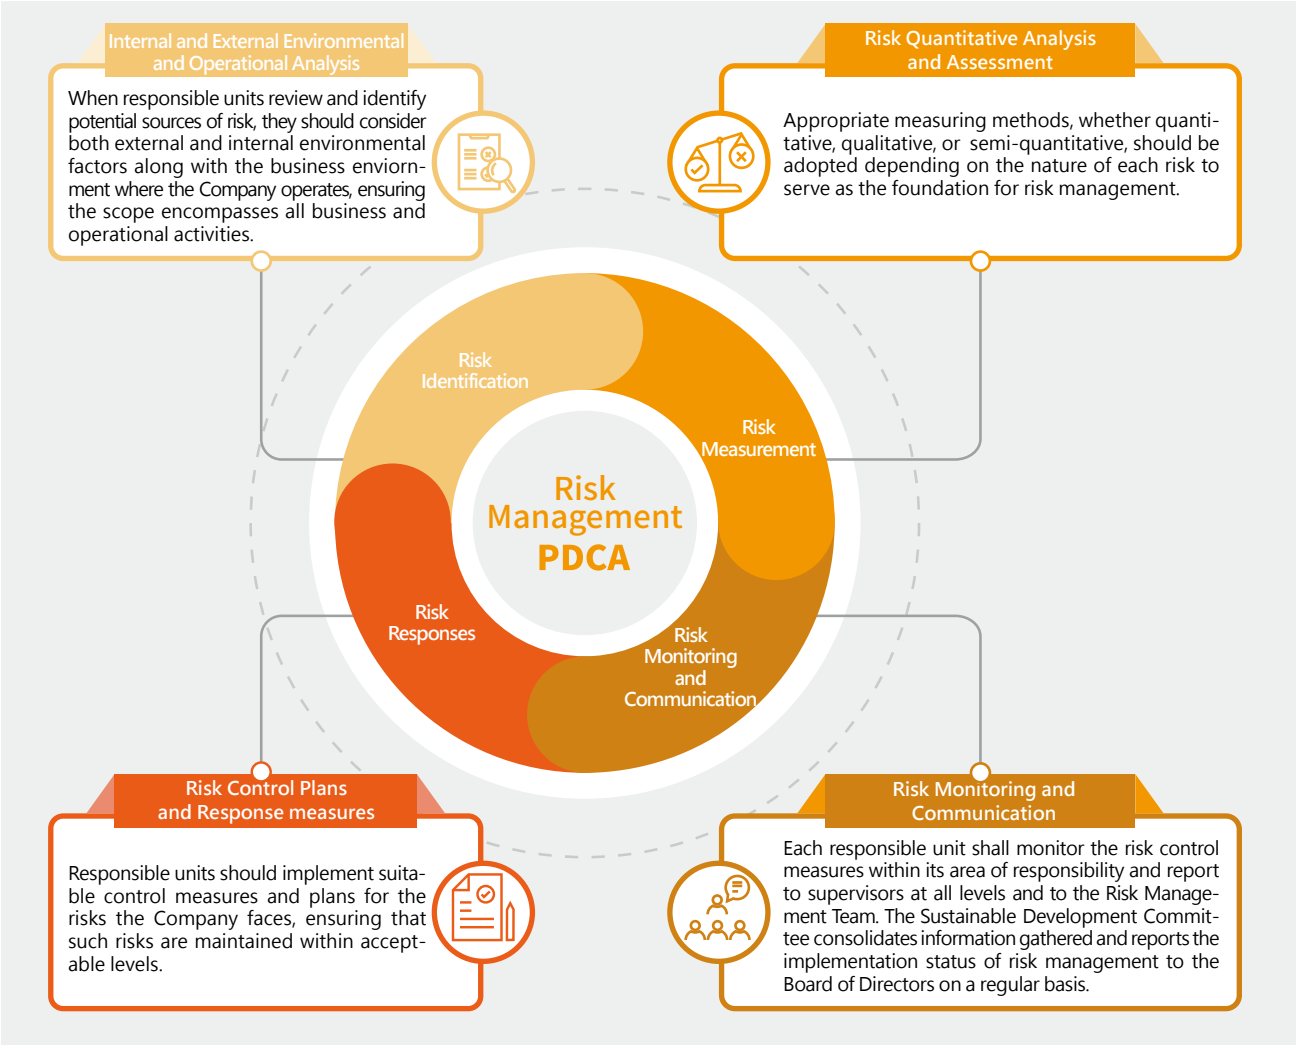 Internal and External Environmental
and Operational Analysis
When responsible units review and identify
potential sources of risk, they should consider
both external and internal environmental
factors along with the business enviorn-
ment where the Company operates, ensuring
the scope encompasses all business and
operational activities.
Risk Quantitative Analysis
and Assessment
Appropriate measuring methods, whether quanti-
tative, qualitative, or semi-quantitative, should be
adopted depending on the nature of each risk to
serve as the foundation for risk management.
Risk
Identification
Risk
Measurement
Risk
Management
PDCA
Risk
Responses
Risk
Monitoring
and
Communication
Risk Control Plans
and Response measures
Responsible units should implement suita-
ble control measures and plans for the
risks the Company faces, ensuring that
such risks are maintained within accept-
able levels.
Risk Monitoring and
Communication
Each responsible unit shall monitor the risk control
measures within its area of responsibility and report
to supervisors at all levels and to the Risk Manage-
ment Team. The Sustainable Development Commit-
tee consolidates information gathered and reports the
implementation status of risk management to the
Board of Directors on a regular basis.